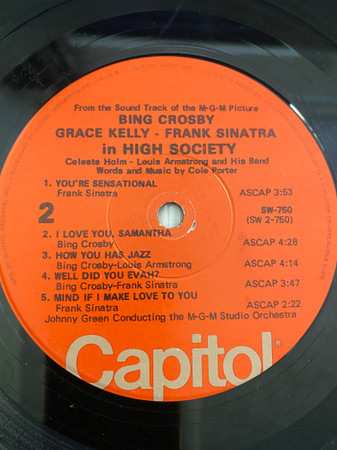 From the Sound Track of the M-G-M Picture
BING CROSBY
GRACE KELLY - FRANK SINATRA
in HIGH SOCIETY
Celeste Holm - Louis Armstrong and His Band
Words and Music by Cole Porter
1. YOU'RE SENSATIONAL
Frank Sinatra ASCAP 3:53
2
SW-750
(SW 2-750)
2. I LOVE YOU, SAMANTHA
Bing Crosby ASCAP 4:28
3. HOW YOU HAS JAZZ
Bing Crosby-Louis Armstrong ASCAP 4:14
4. WELL DID YOU EVAH?
Bing Crosby-Frank Sinatra ASCAP 3:47
5. MIND IF I MAKE LOVE TO YOU
Frank Sinatra ASCAP 2:22
Johnny Green Conducting the M-G-M Studio Orchestra
Capitol®